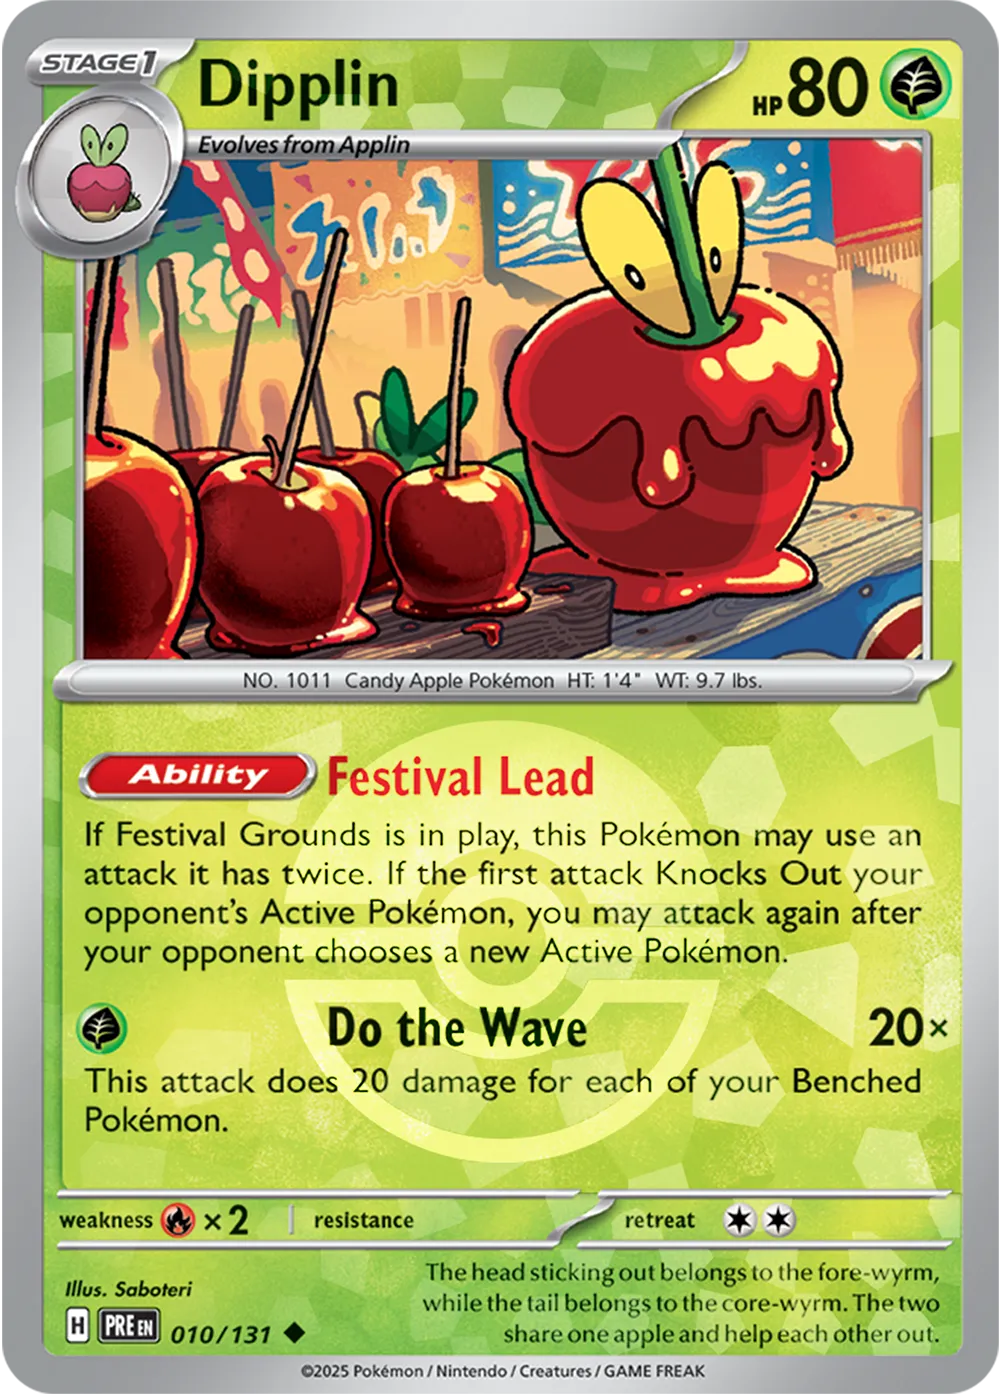 STAGE1
Dipplin
HP 80
Evolves from Applin
NO. 1011 Candy Apple Pokémon HT: 1'4" WT: 9.7 lbs.
Ability Festival Lead
If Festival Grounds is in play, this Pokémon may use an
attack it has twice. If the first attack Knocks Out your
opponent's Active Pokémon, you may attack again after
your opponent chooses a new Active Pokémon.
Do the Wave 20×
This attack does 20 damage for each of your Benched
Pokémon.
weakness ×2 resistance retreat
Illus. Saboteri
The head sticking out belongs to the fore-wyrm,
while the tail belongs to the core-wyrm. The two
share one apple and help each other out.
H PRE EN 010/131
©2025 Pokémon / Nintendo / Creatures / GAME FREAK